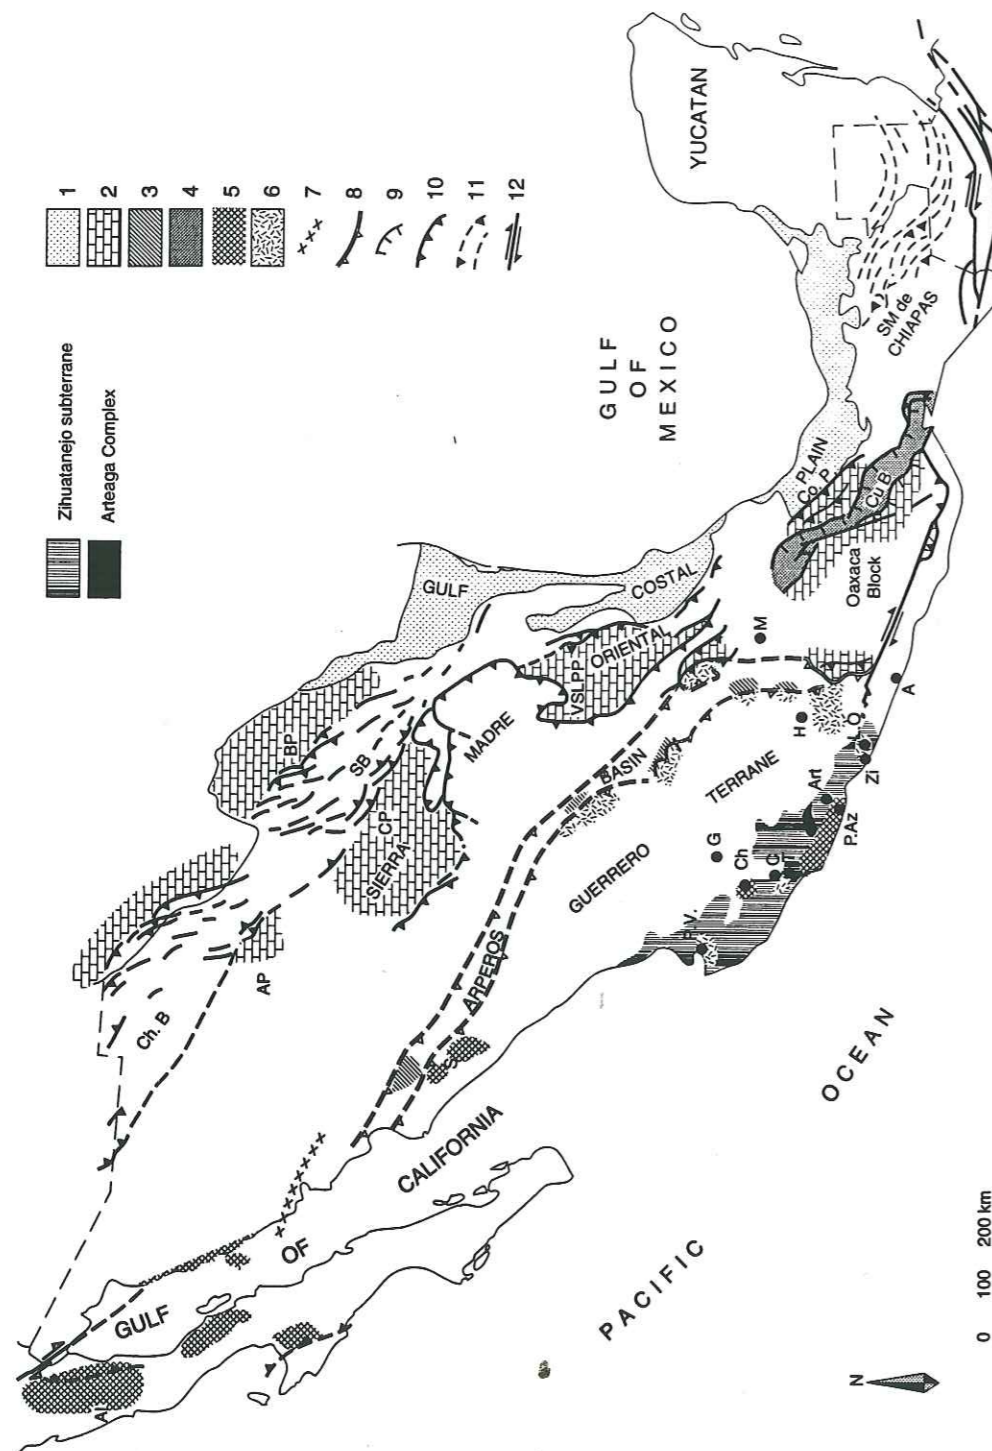 Zihuatanejo subterrane
Arteaga Complex
1
2
3
4
5
6
7
8
9
10
11
12
YUCATAN
GULF
OF
MEXICO
SM de
CHIAPAS
GULF
COSTAL
PLAIN
Co. P.
Cu B
Oaxaca
Block
BP
SB
CP
SIERRA
MADRE
ORIENTAL
VSLPP
AP
Ch. B
ARPEROS
BASIN
GUERRERO
TERRANE
M
A
H
L.O.
Zi
Art
P.Az
G
Ch
C
P.V.
S
Al
GULF
OF
CALIFORNIA
PACIFIC
OCEAN
N
0 100 200 km